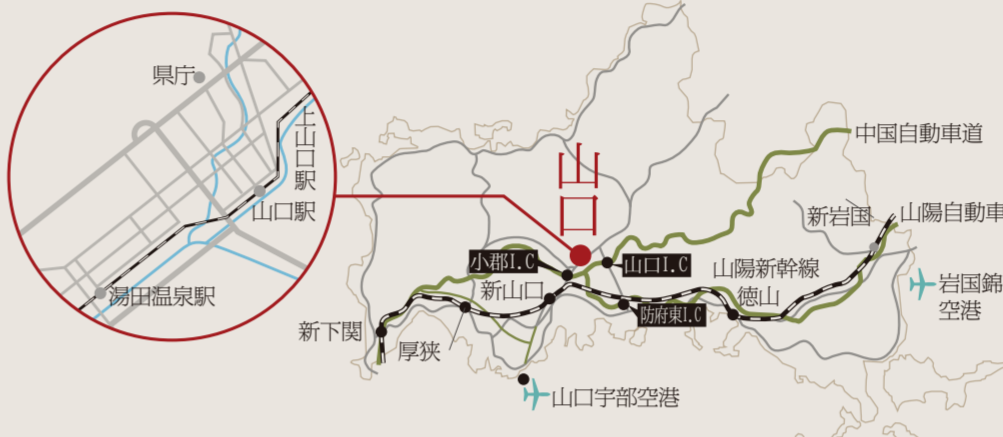 県庁
上山口駅
山口駅
湯田温泉駅
山口
中国自動車道
新岩国
山陽自動車
小郡I.C
山口I.C
山陽新幹線
新山口
徳山
岩国錦
空港
防府東I.C
新下関
厚狭
山口宇部空港